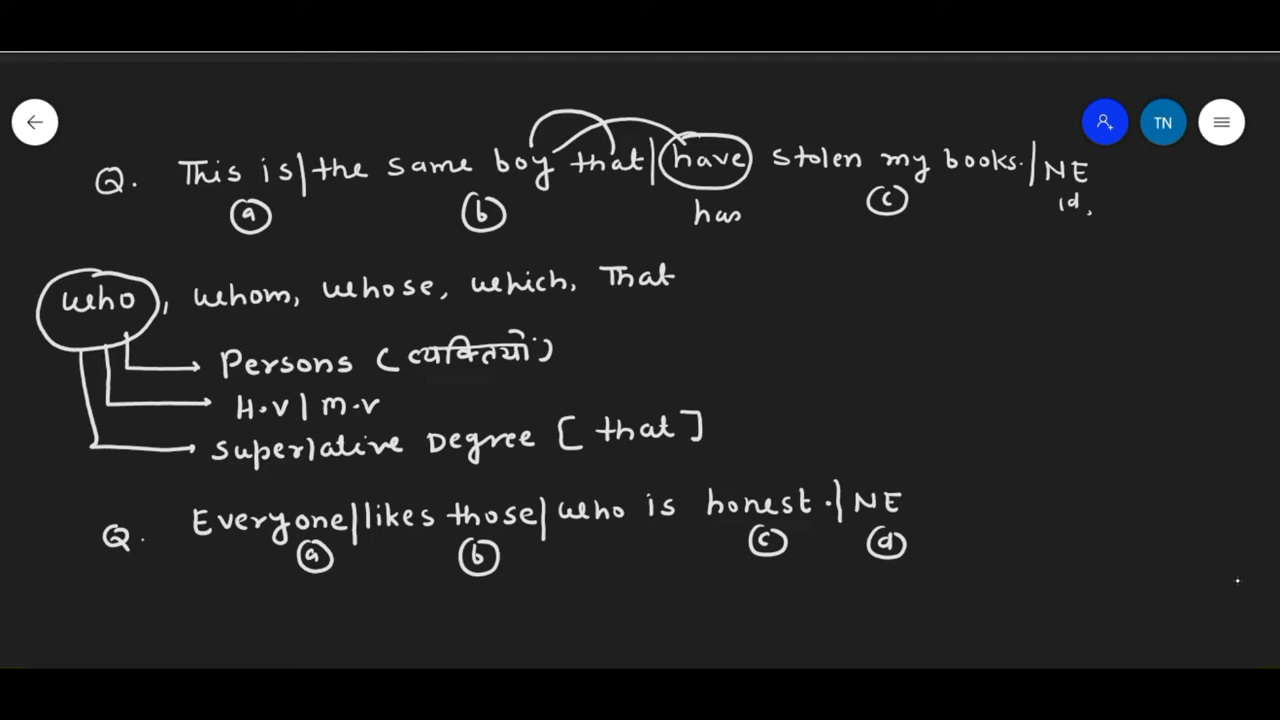 Q. This is | the same boy that | have stolen my books. | NE
(a) (b) has (c) (d)
who, whom, whose, which, That
Persons (व्यक्तियों)
H.V | M.V
Superlative Degree [that]
Q. Everyone | likes those | who is honest. | NE
(a) (b) (c) (d)
TN